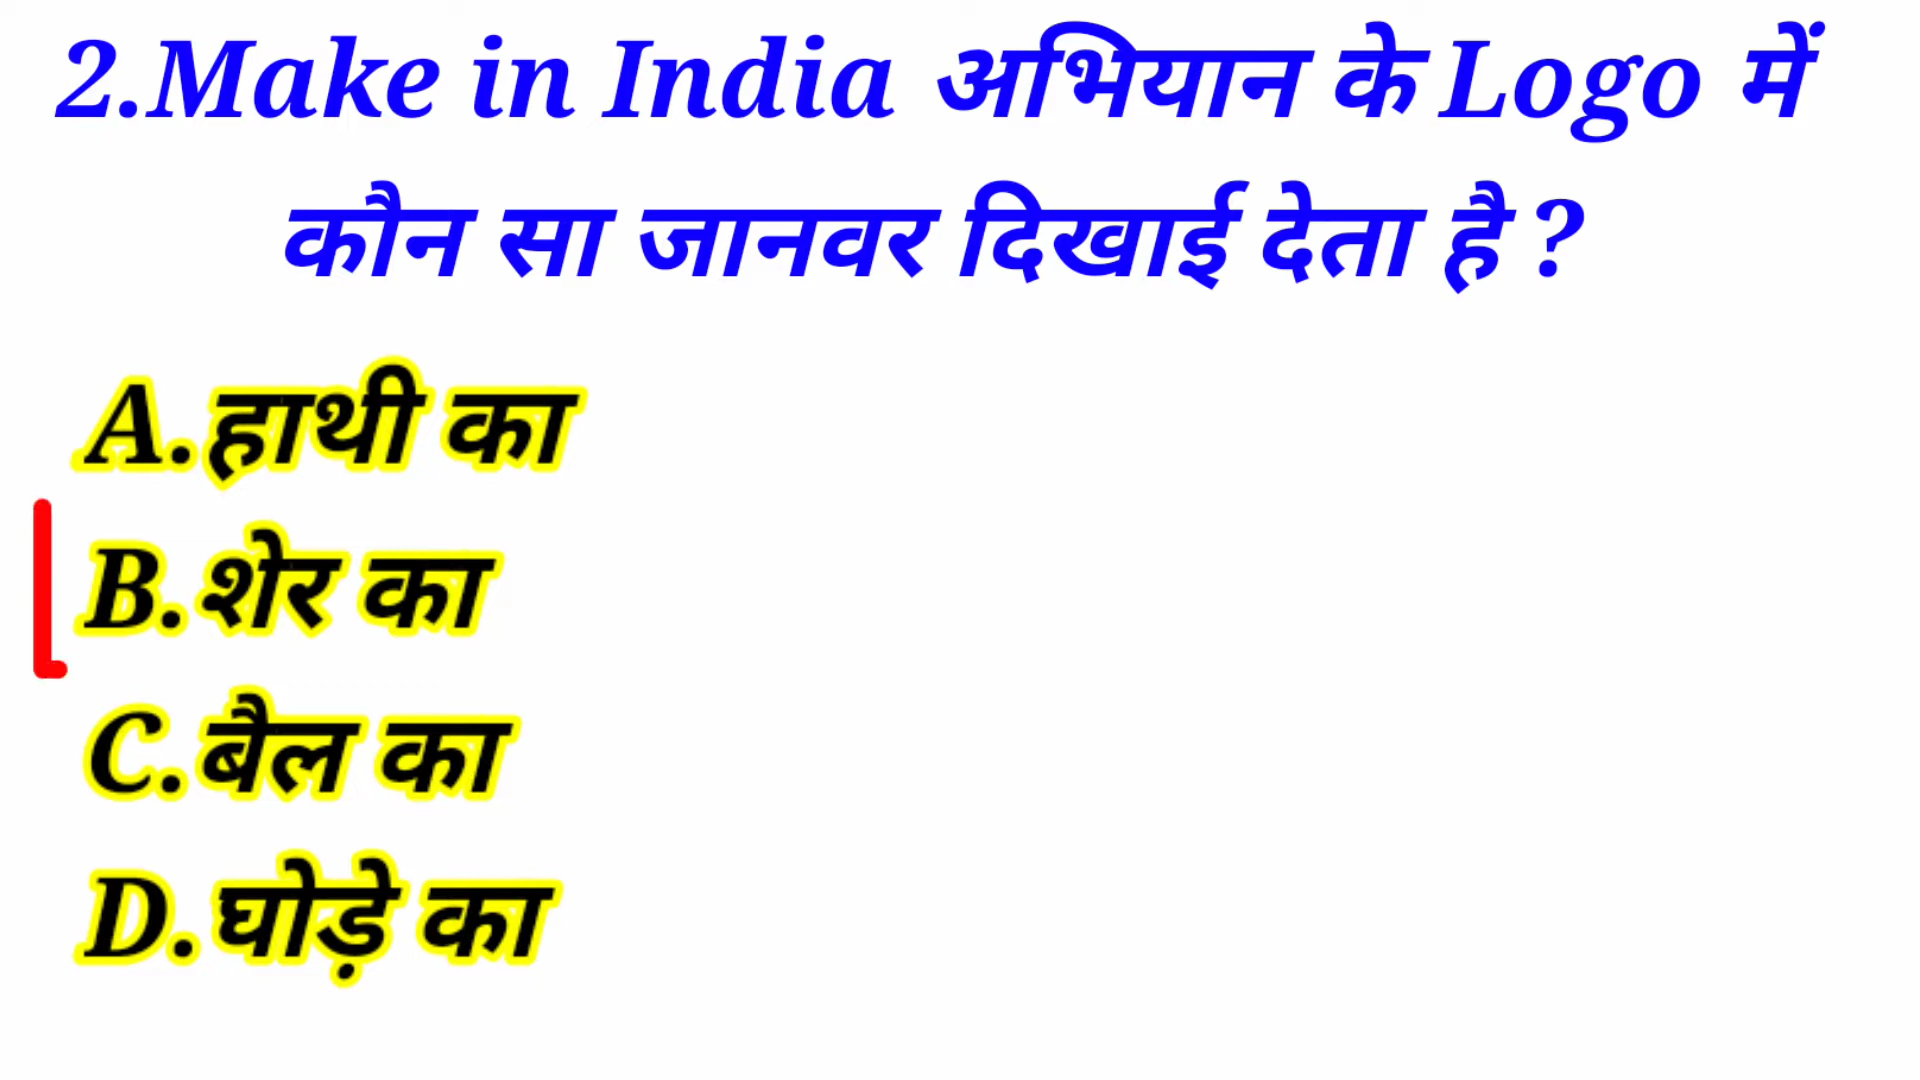 2.Make in India अभियान के Logo में
कौन सा जानवर दिखाई देता है ?
A.हाथी का
B.शेर का
C.बैल का
D.घोड़े का